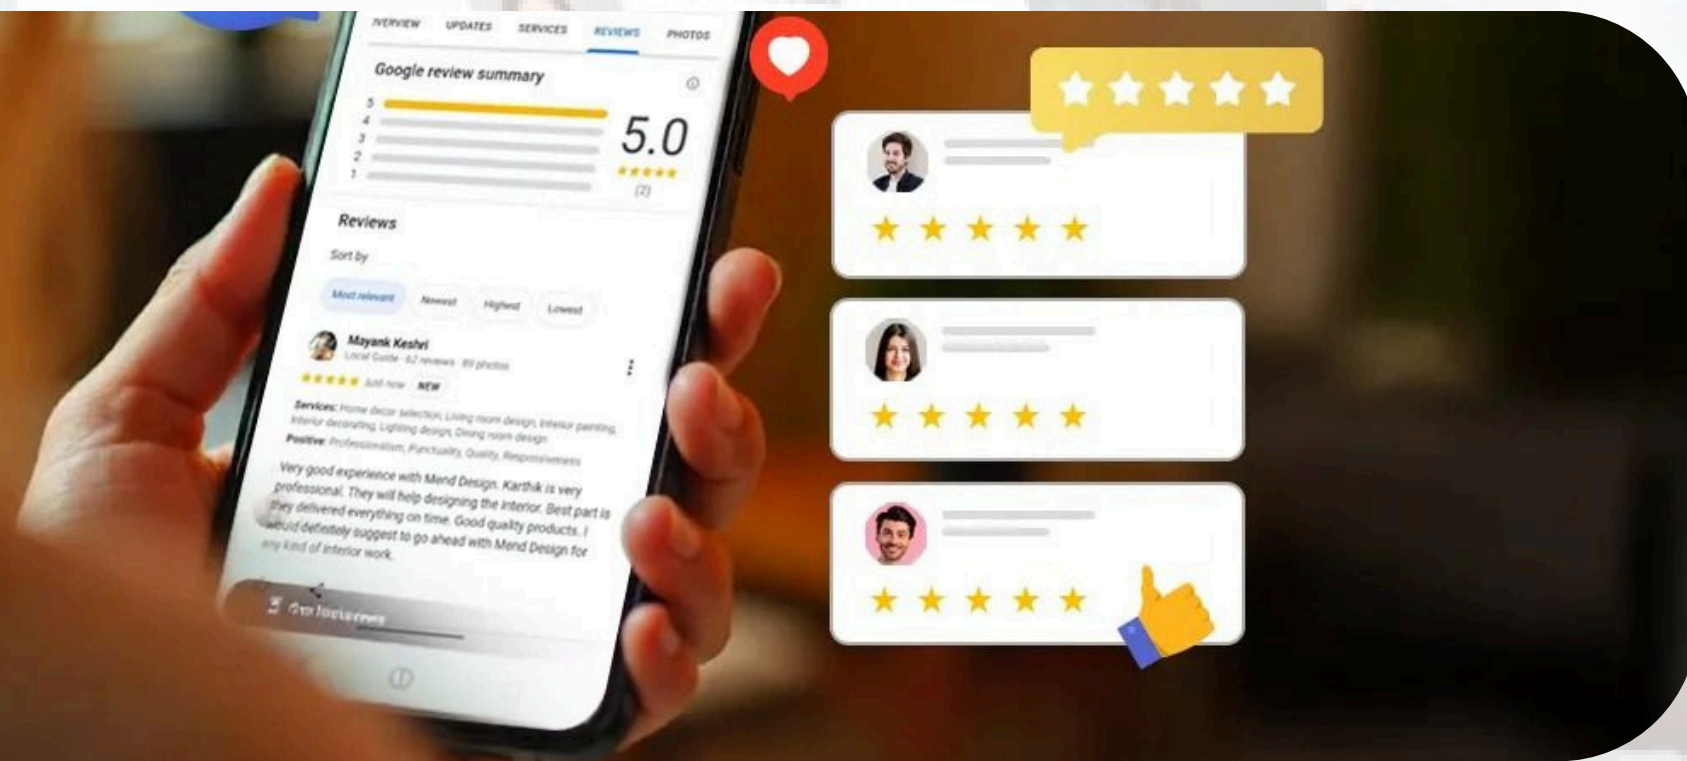 OVERVIEW UPDATES SERVICES REVIEWS PHOTOS
Google review summary
5
4
3
2
1
5.0
(2)
Reviews
Sort by
Most relevant Newest Highest Lowest
Mayank Keshri
Local Guide · 62 reviews · 89 photos
Just now NEW
Services: Home decor selection, Living room design, Interior painting,
Interior decorating, Lighting design, Dining room design
Positive: Professionalism, Punctuality, Quality, Responsiveness
Very good experience with Mend Design. Karthik is very
professional. They will help designing the interior. Best part is
they delivered everything on time. Good quality products. I
would definitely suggest to go ahead with Mend Design for
any kind of interior work.